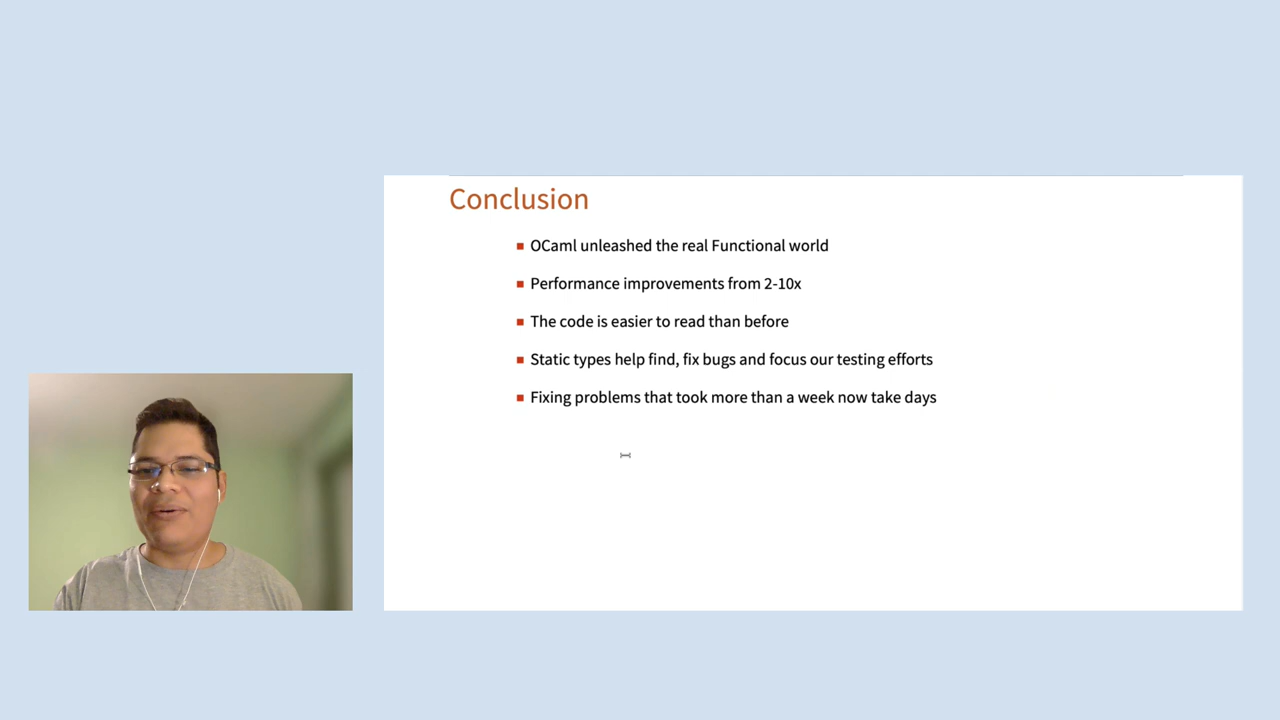 Conclusion
OCaml unleashed the real Functional world
Performance improvements from 2-10x
The code is easier to read than before
Static types help find, fix bugs and focus our testing efforts
Fixing problems that took more than a week now take days